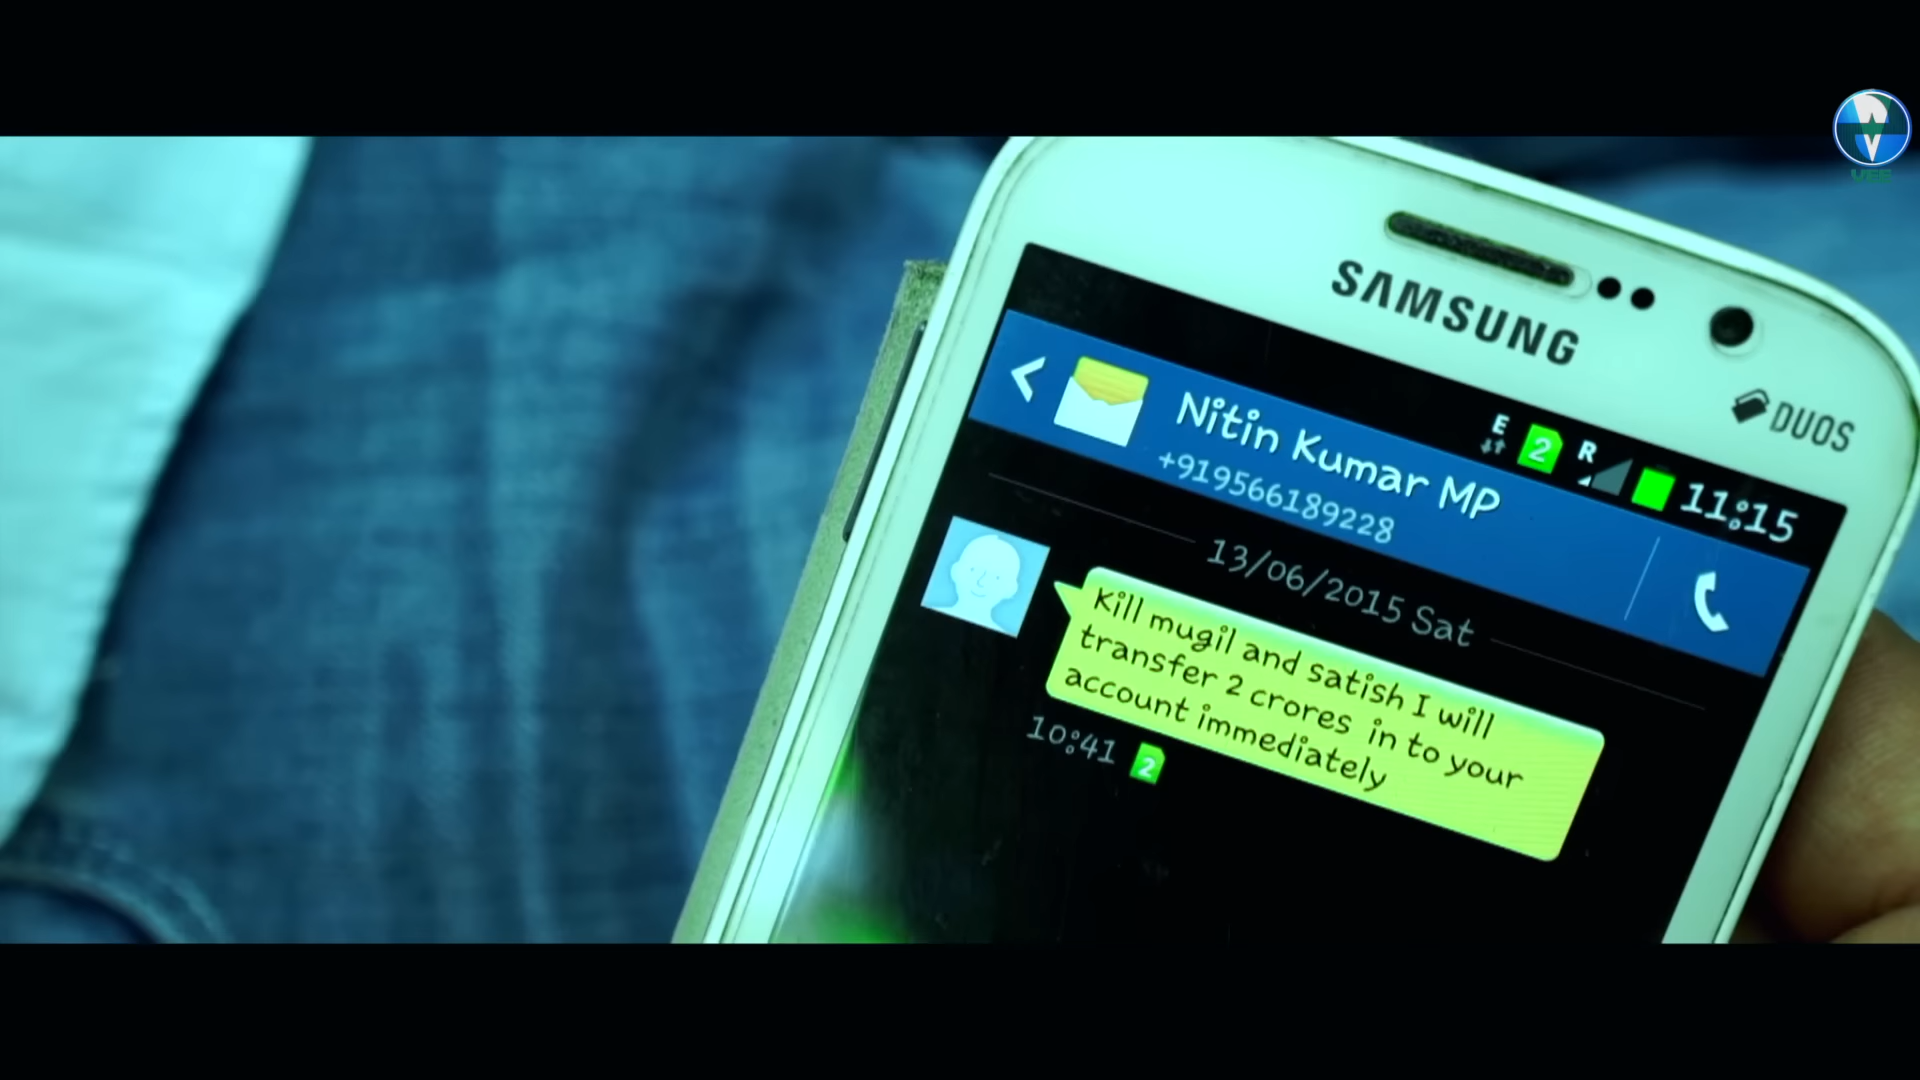 SAMSUNG
DUOS
E 2 R 11:15
Nitin Kumar MP
+919566189228
13/06/2015 Sat
Kill mugil and satish I will
transfer 2 crores in to your
account immediately
10:41 2
VES